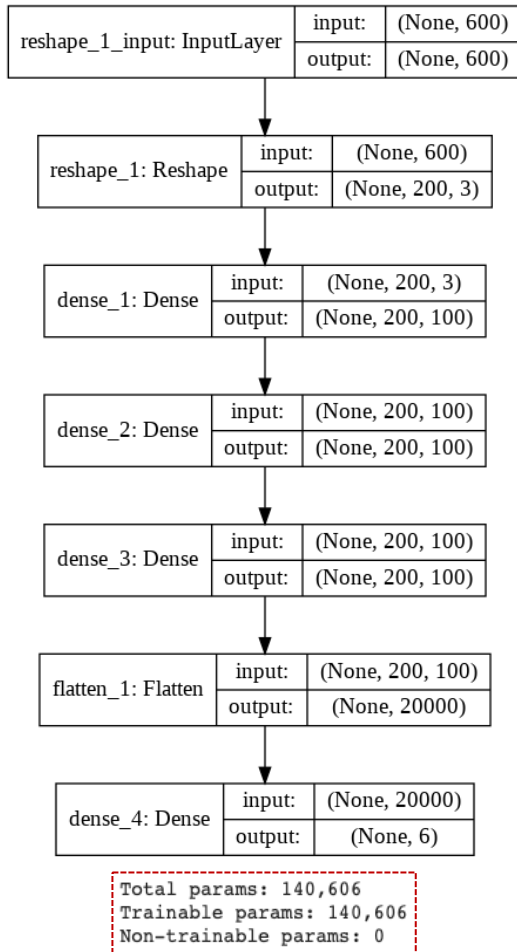 reshape_1_input: InputLayer
input: (None, 600)
output: (None, 600)
reshape_1: Reshape
input: (None, 600)
output: (None, 200, 3)
dense_1: Dense
input: (None, 200, 3)
output: (None, 200, 100)
dense_2: Dense
input: (None, 200, 100)
output: (None, 200, 100)
dense_3: Dense
input: (None, 200, 100)
output: (None, 200, 100)
flatten_1: Flatten
input: (None, 200, 100)
output: (None, 20000)
dense_4: Dense
input: (None, 20000)
output: (None, 6)
Total params: 140,606
Trainable params: 140,606
Non-trainable params: 0